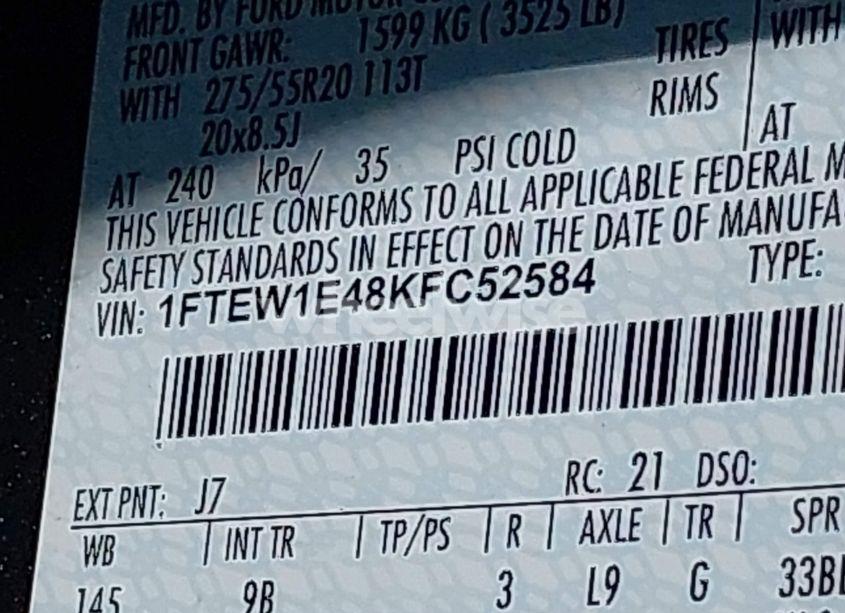 MFD. BY FORD MOTOR
FRONT GAWR: 1599 KG ( 3525 LB)
WITH 275/55R20 113T TIRES WITH
20x8.5J RIMS
AT 240 kPa/ 35 PSI COLD AT
THIS VEHICLE CONFORMS TO ALL APPLICABLE FEDERAL M
SAFETY STANDARDS IN EFFECT ON THE DATE OF MANUFA
VIN: 1FTEW1E48KFC52584 TYPE:
wheelwise
EXT PNT: J7 RC: 21 DSO:
WB INT TR TP/PS R AXLE TR SPR
145 9B 3 L9 G 33B